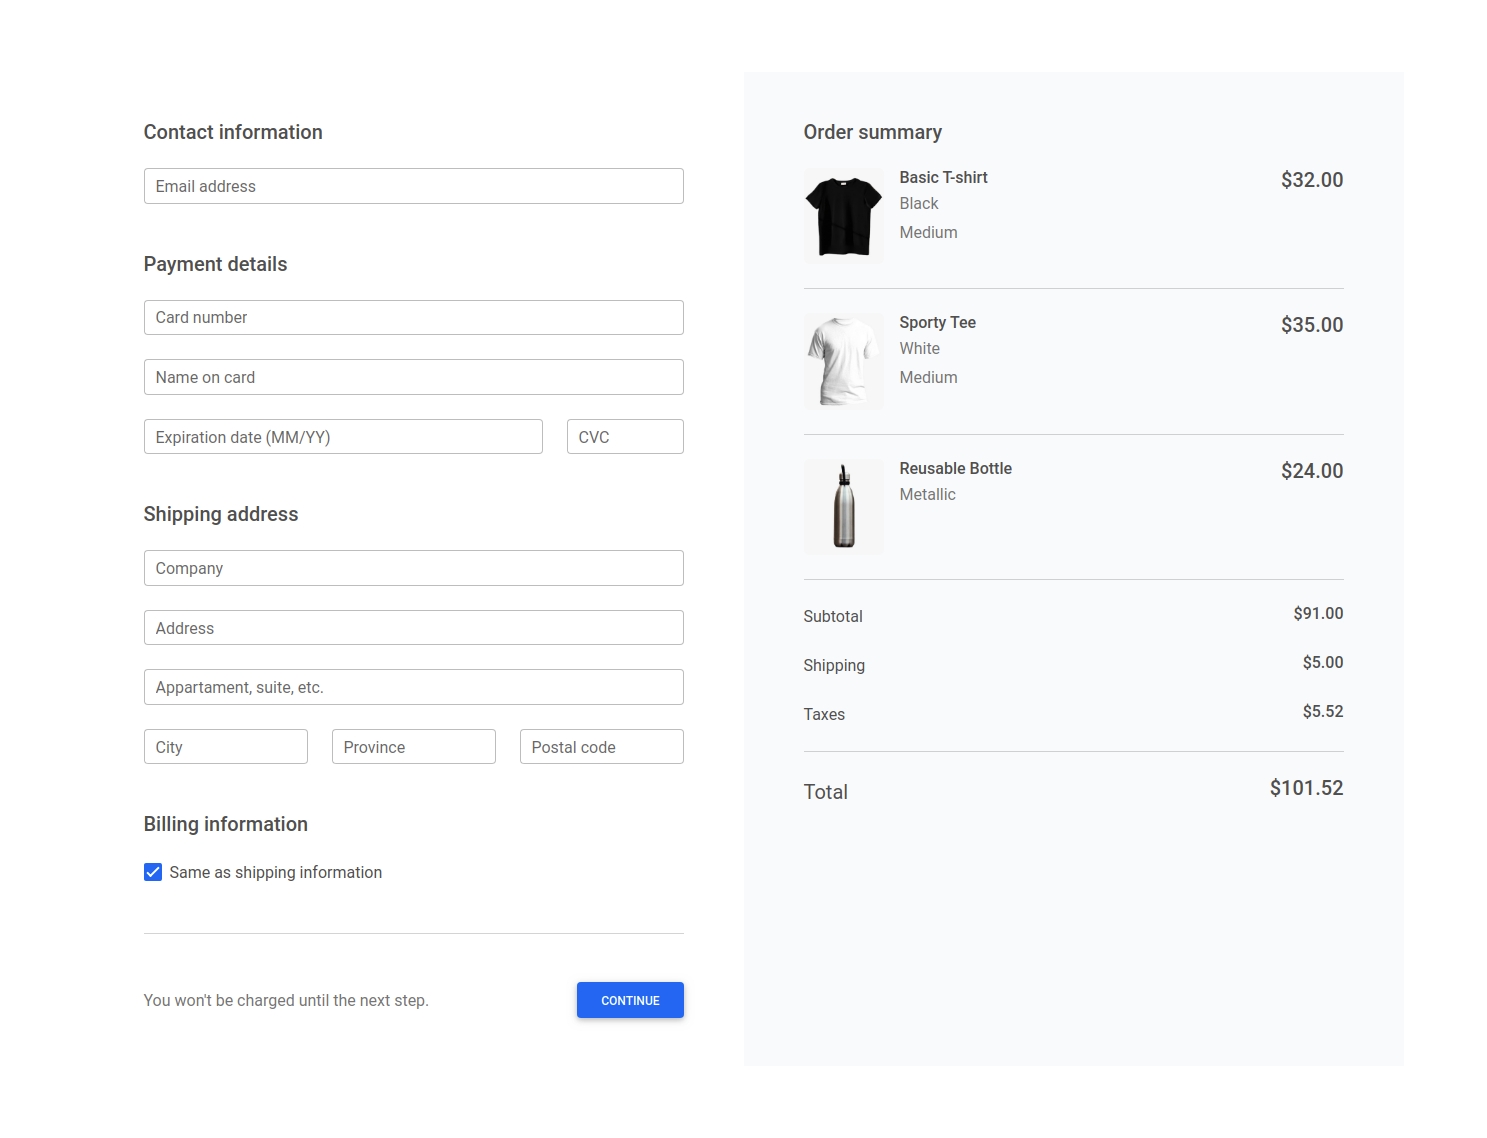 Contact information
Email address
Payment details
Card number
Name on card
Expiration date (MM/YY)
CVC
Shipping address
Company
Address
Appartament, suite, etc.
City
Province
Postal code
Billing information
Same as shipping information
You won't be charged until the next step.
CONTINUE
Order summary
Basic T-shirt
$32.00
Black
Medium
Sporty Tee
$35.00
White
Medium
Reusable Bottle
$24.00
Metallic
Subtotal
$91.00
Shipping
$5.00
Taxes
$5.52
Total
$101.52